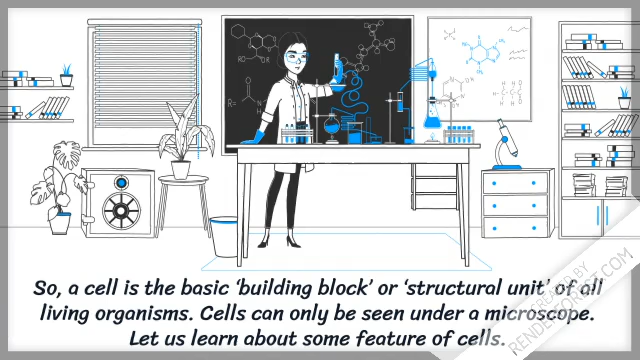 So, a cell is the basic ‘building block’ or ‘structural unit’ of all
living organisms. Cells can only be seen under a microscope.
Let us learn about some feature of cells.
CREATED BY
RENDERFOREST.COM